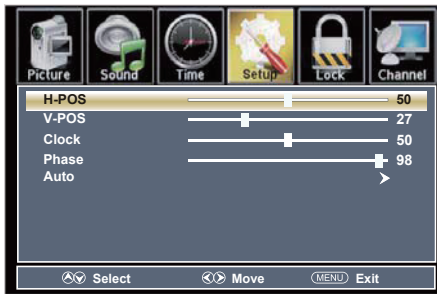 Picture Sound Time Setup Lock Channel
H-POS 50
V-POS 27
Clock 50
Phase 98
Auto
Select Move MENU Exit